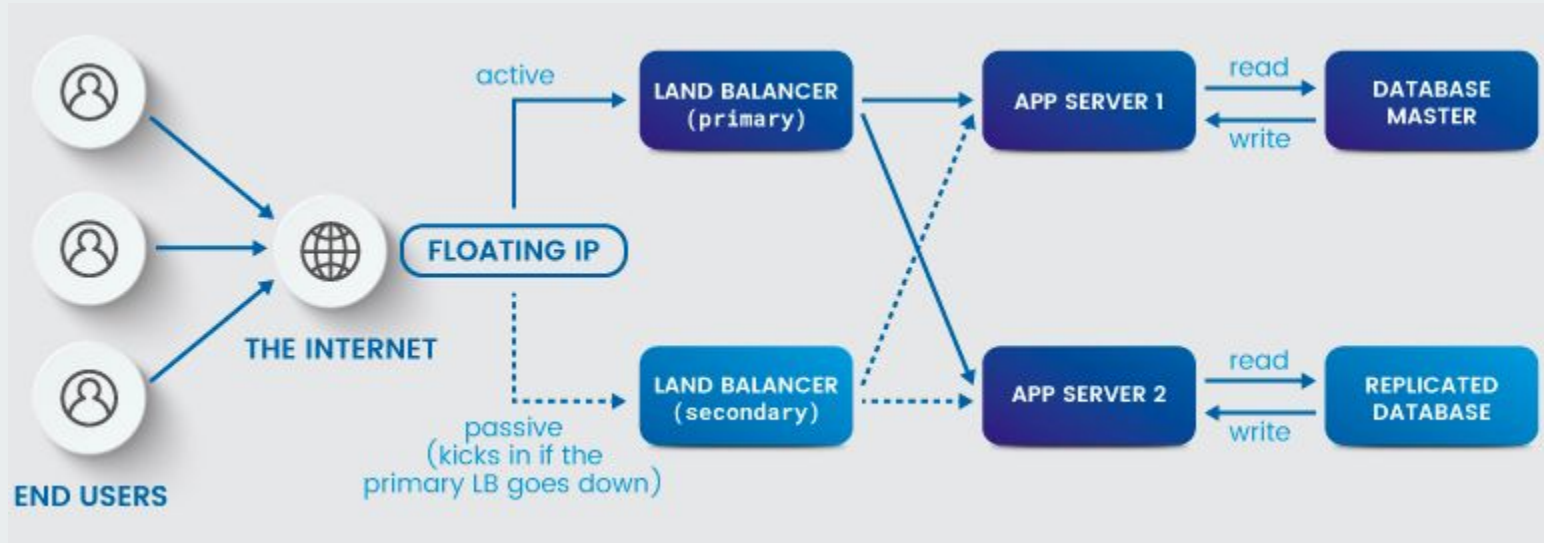 END USERS
THE INTERNET
FLOATING IP
active
passive
(kicks in if the
primary LB goes down)
LAND BALANCER
(primary)
LAND BALANCER
(secondary)
APP SERVER 1
APP SERVER 2
read
write
DATABASE
MASTER
read
write
REPLICATED
DATABASE